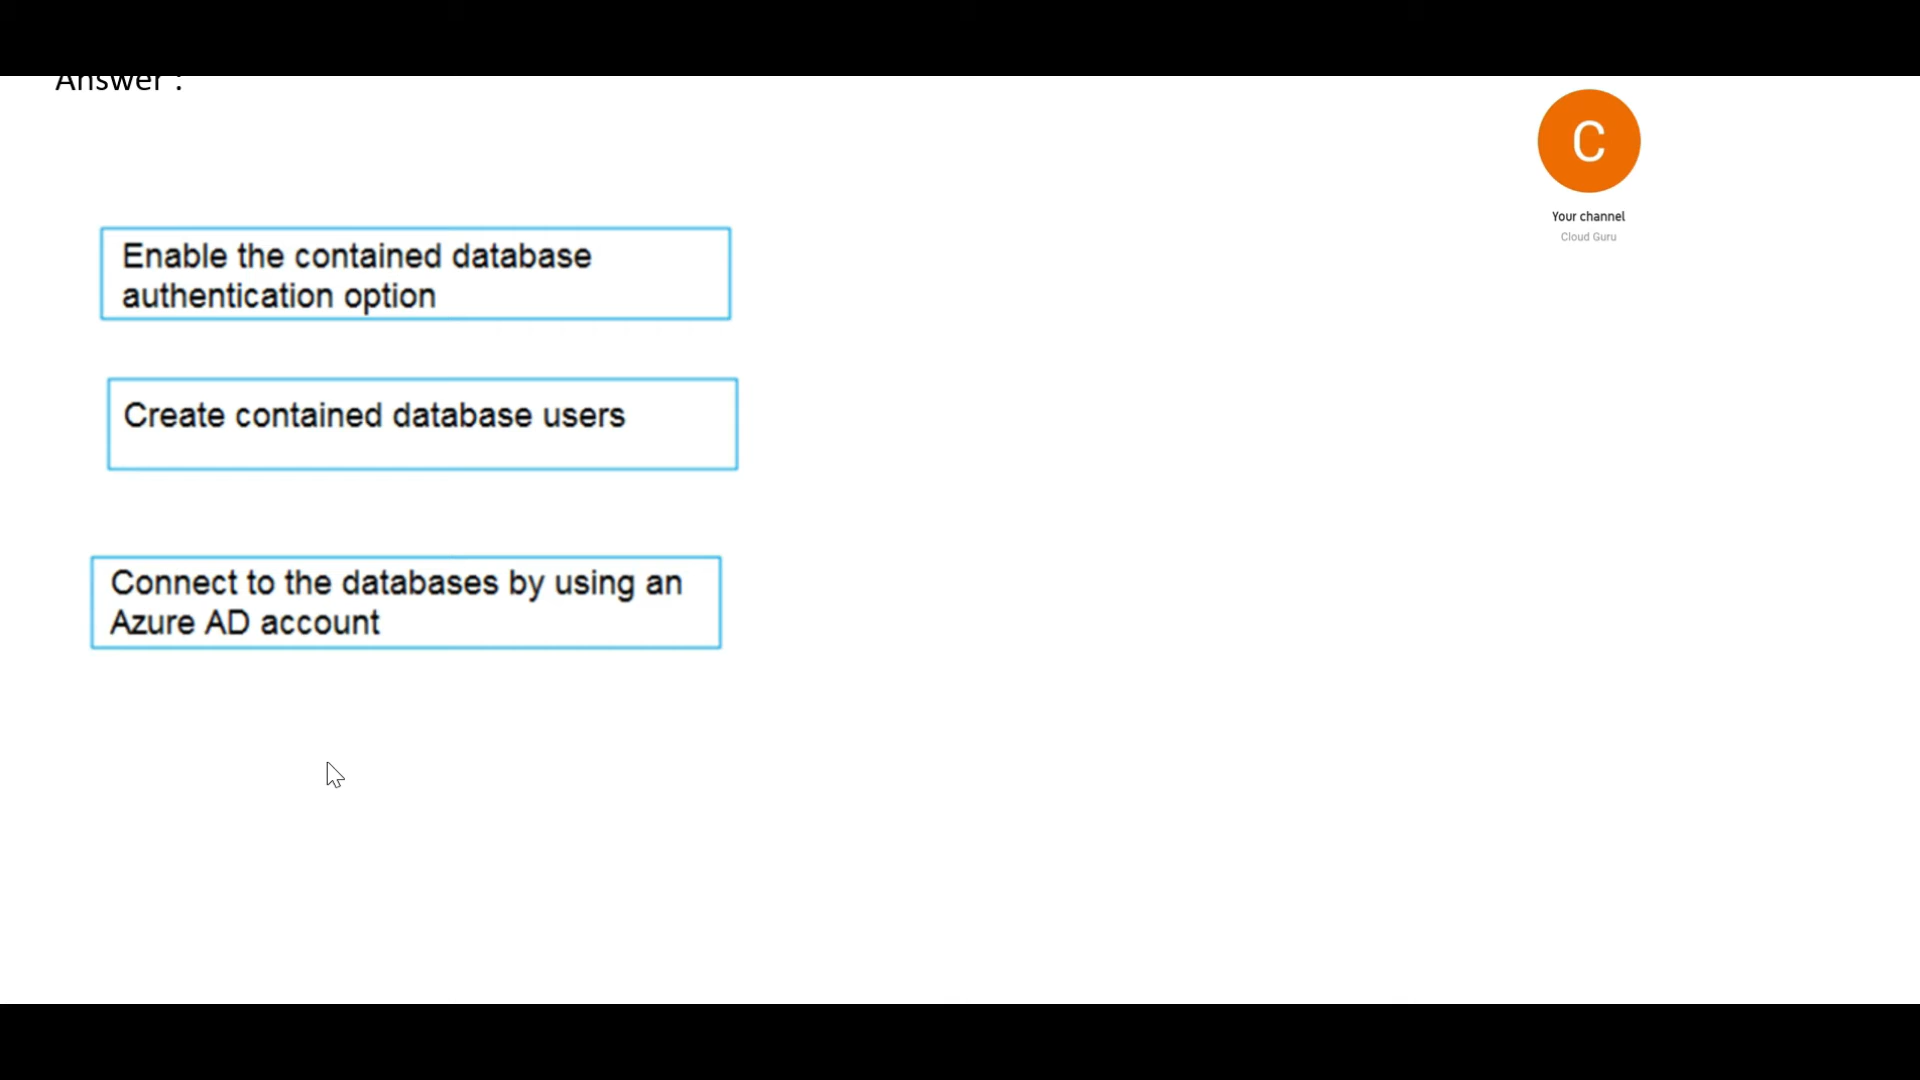 Answer :
C
Your channel
Cloud Guru
Enable the contained database
authentication option
Create contained database users
Connect to the databases by using an
Azure AD account